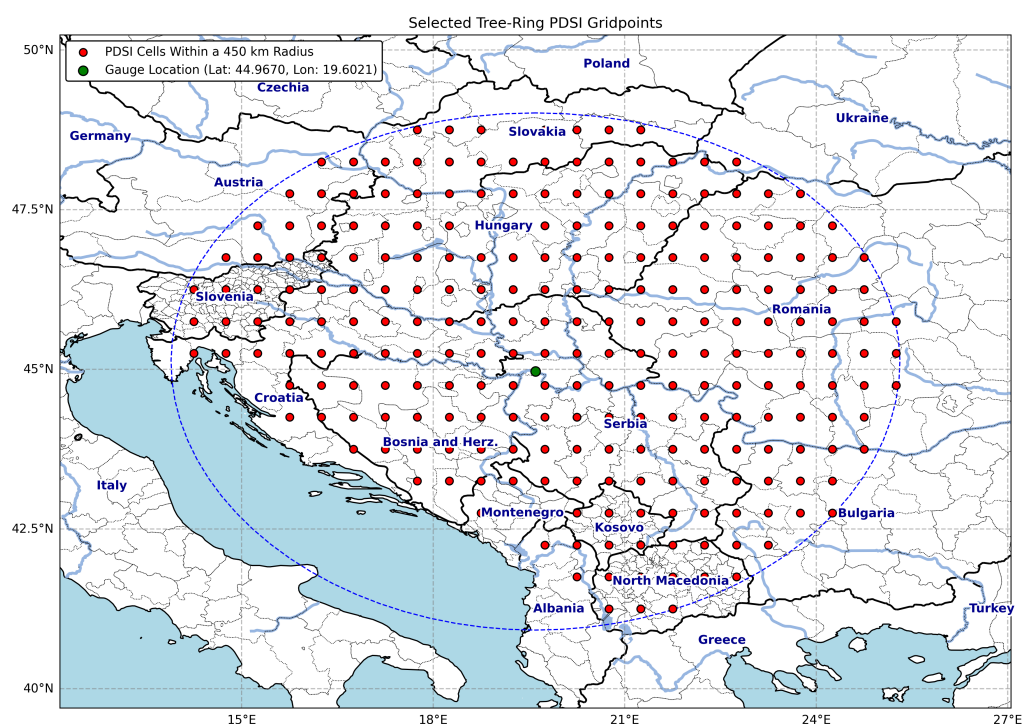 Selected Tree-Ring PDSI Gridpoints
50°N
PDSI Cells Within a 450 km Radius
Gauge Location (Lat: 44.9670, Lon: 19.6021)
Poland
Czechia
Ukraine
Germany
Slovakia
Austria
47.5°N
Hungary
Slovenia
Romania
45°N
Croatia
Serbia
Bosnia and Herz.
Italy
Montenegro
Bulgaria
Kosovo
42.5°N
North Macedonia
Albania
Turkey
Greece
40°N
15°E 18°E 21°E 24°E 27°E